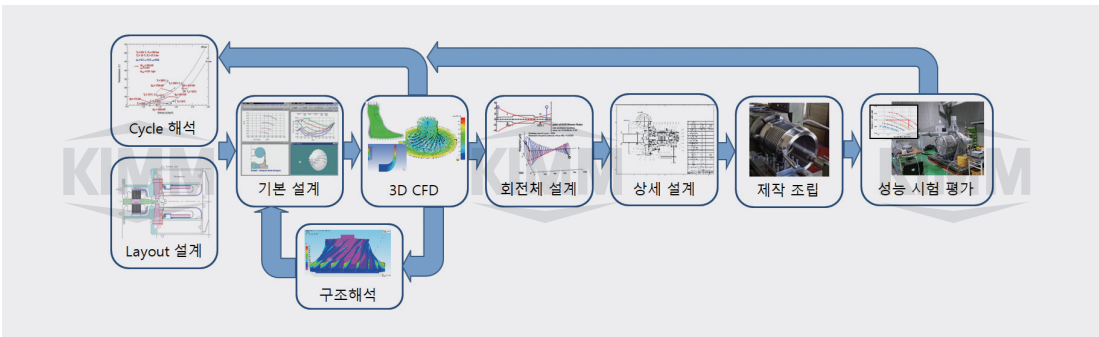 Cycle 해석
Layout 설계
기본 설계
3D CFD
구조해석
회전체 설계
상세 설계
제작 조립
성능 시험 평가
KIMM
KIMM